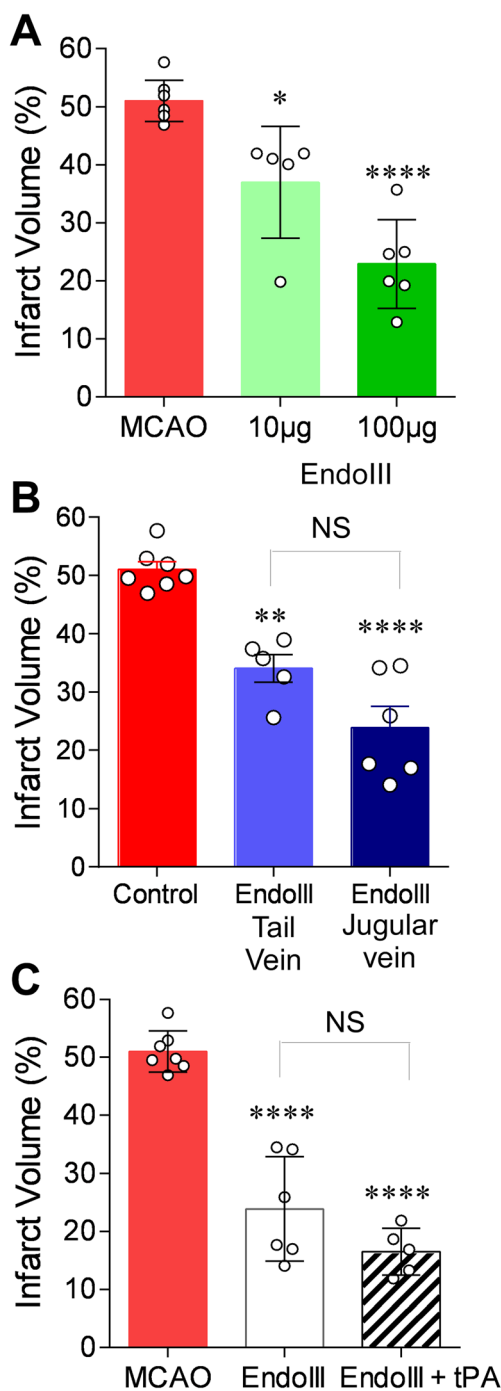 A
Infarct Volume (%)
60
50
40
30
20
10
0
*
****
MCAO
10µg
100µg
EndoIII
B
Infarct Volume (%)
60
50
40
30
20
10
0
NS
**
****
Control
EndoIII
Tail
Vein
EndoIII
Jugular
vein
C
Infarct Volume (%)
60
50
40
30
20
10
0
NS
****
****
MCAO
EndoIII
EndoIII + tPA